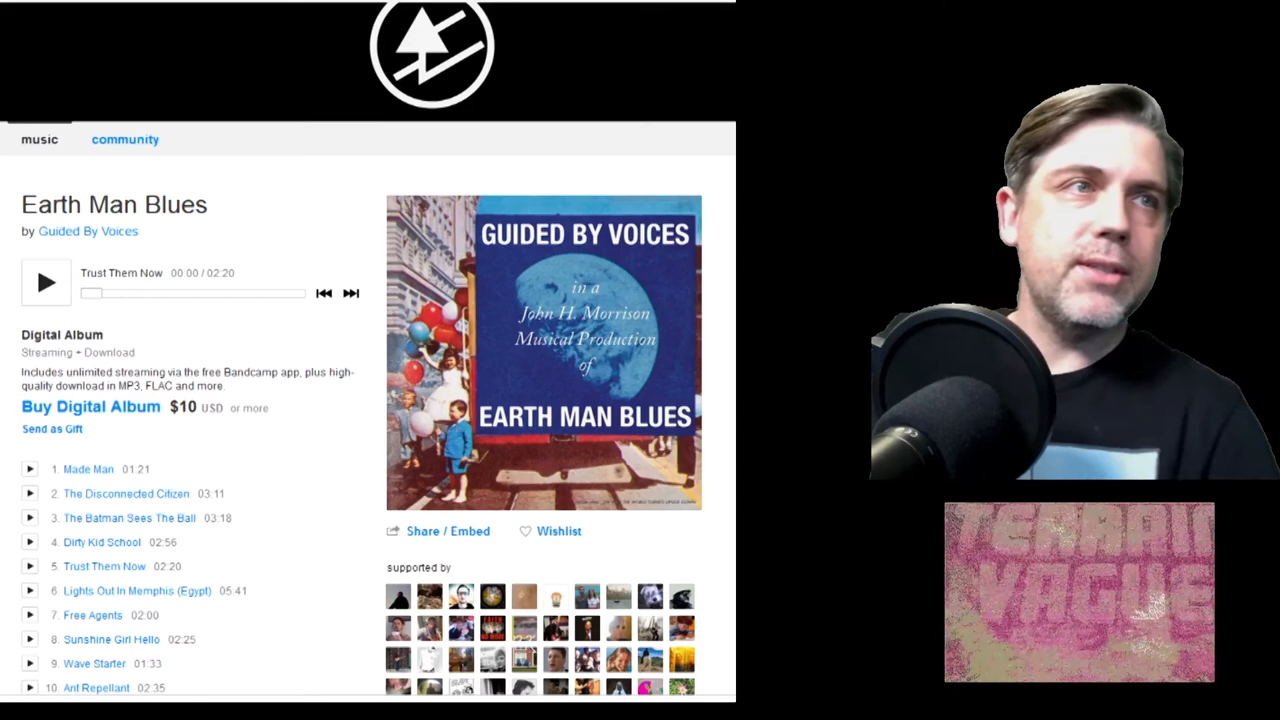 music
community
Earth Man Blues
by Guided By Voices
Trust Them Now 00:00 / 02:20
Digital Album
Streaming + Download
Includes unlimited streaming via the free Bandcamp app, plus high-
quality download in MP3, FLAC and more.
Buy Digital Album $10 USD or more
Send as Gift
1. Made Man 01:21
2. The Disconnected Citizen 03:11
3. The Batman Sees The Ball 03:18
4. Dirty Kid School 02:56
5. Trust Them Now 02:20
6. Lights Out In Memphis (Egypt) 05:41
7. Free Agents 02:00
8. Sunshine Girl Hello 02:25
9. Wave Starter 01:33
10. Ant Repellant 02:35
GUIDED BY VOICES
in a
John H. Morrison
Musical Production
of
EARTH MAN BLUES
Share / Embed
Wishlist
supported by
VAGUE